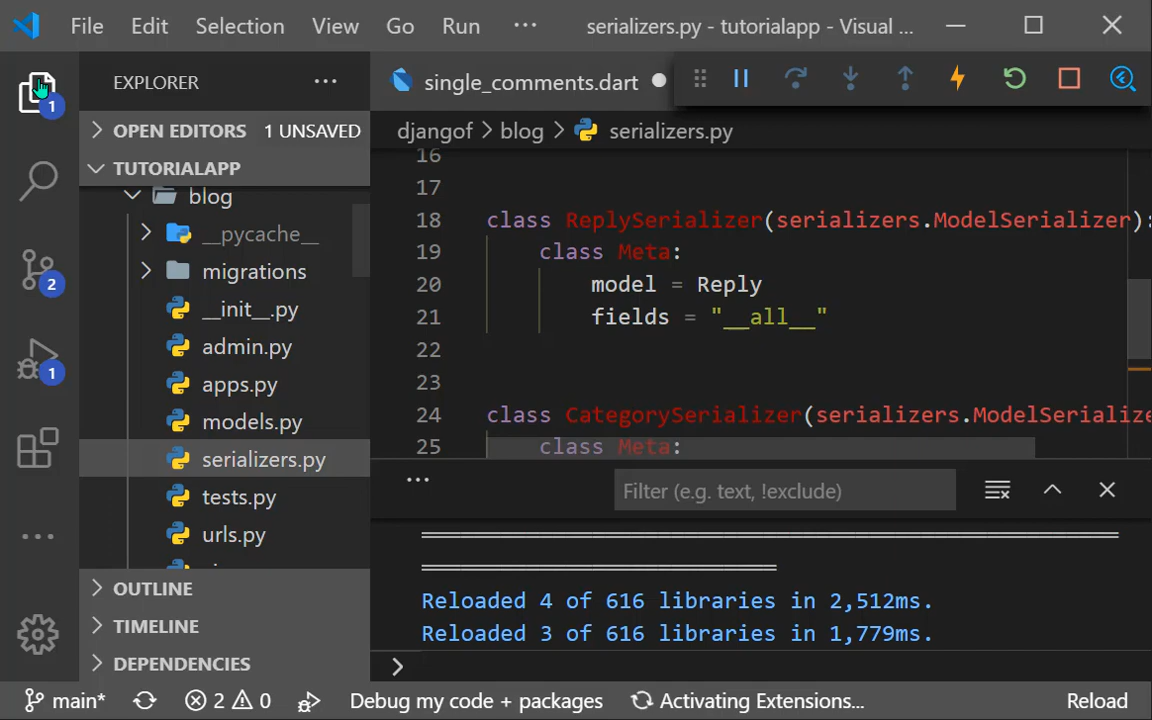 File Edit Selection View Go Run ··· serializers.py - tutorialapp - Visual ...
EXPLORER ···
single_comments.dart
1
OPEN EDITORS 1 UNSAVED
djangof > blog > serializers.py
TUTORIALAPP
blog
__pycache__
migrations
__init__.py
admin.py
apps.py
models.py
serializers.py
tests.py
urls.py
2
1
16
17
18 class ReplySerializer(serializers.ModelSerializer):
19 class Meta:
20 model = Reply
21 fields = "__all__"
22
23
24 class CategorySerializer(serializers.ModelSerialize
25 class Meta:
··· Filter (e.g. text, !exclude)
Reloaded 4 of 616 libraries in 2,512ms.
Reloaded 3 of 616 libraries in 1,779ms.
>
OUTLINE
TIMELINE
DEPENDENCIES
main* 2 0 Debug my code + packages Activating Extensions... Reload